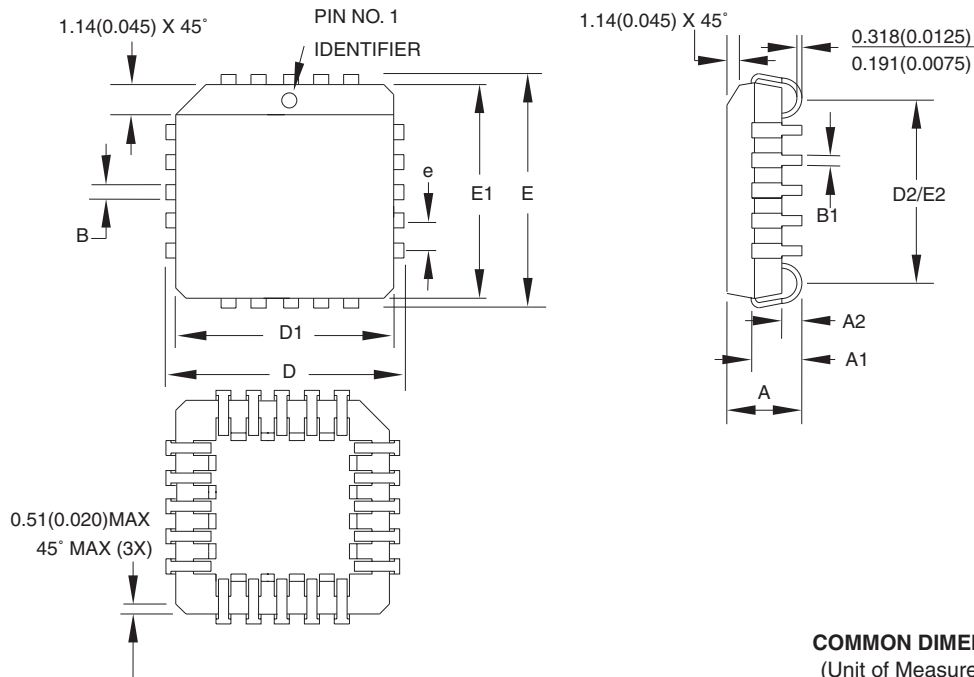 1.14(0.045) X 45˚
PIN NO. 1
IDENTIFIER
1.14(0.045) X 45˚
0.318(0.0125)
0.191(0.0075)
e
E1
E
B
B1
D2/E2
D1
D
A2
A1
A
0.51(0.020)MAX
45˚ MAX (3X)
COMMON
(Unit of